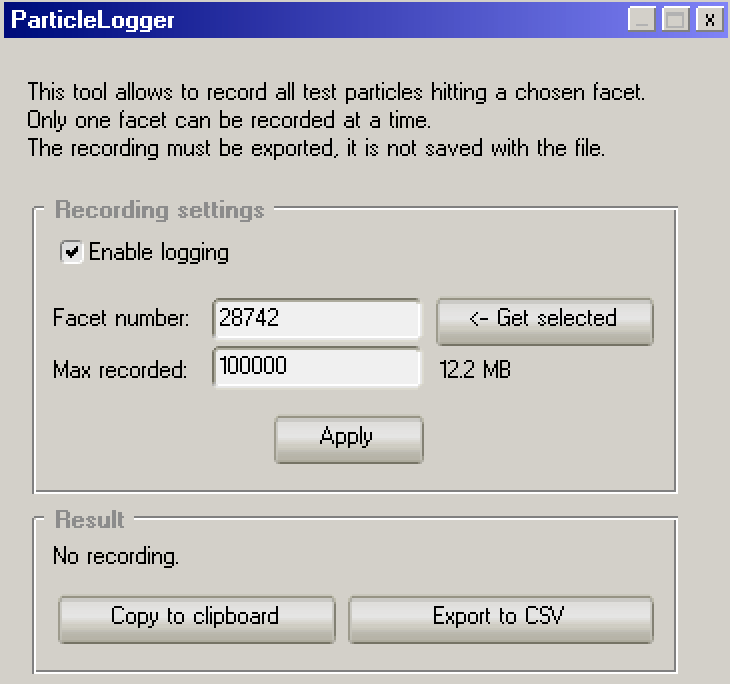 ParticleLogger
This tool allows to record all test particles hitting a chosen facet.
Only one facet can be recorded at a time.
The recording must be exported, it is not saved with the file.
Recording settings
Enable logging
Facet number: 28742 <- Get selected
Max recorded: 100000 12.2 MB
Apply
Result
No recording.
Copy to clipboard Export to CSV